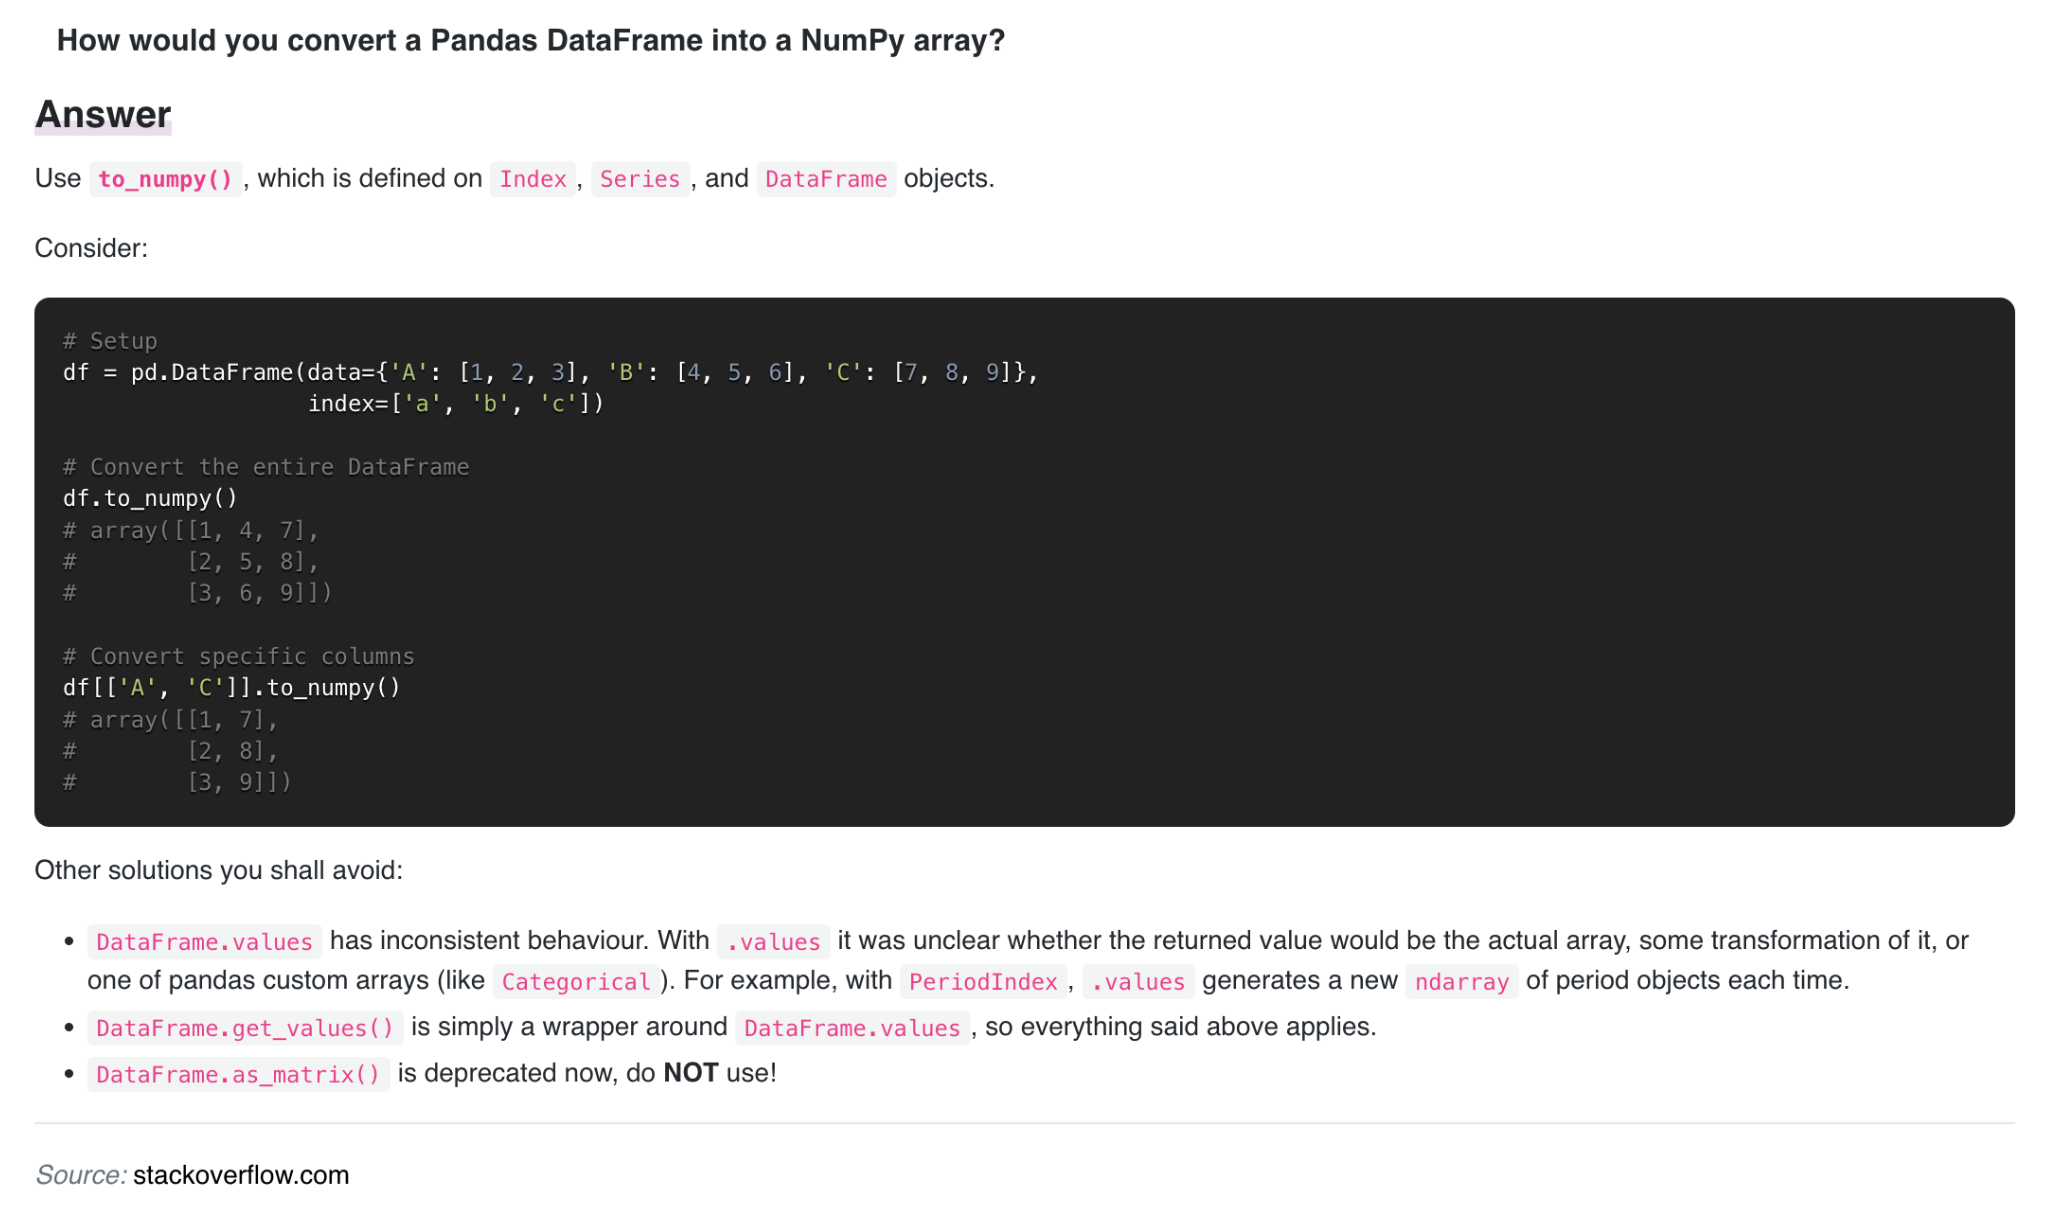 How would you convert a Pandas DataFrame into a NumPy array?
Answer
Use to_numpy() , which is defined on Index , Series , and DataFrame objects.
Consider:
# Setup
df = pd.DataFrame(data={'A': [1, 2, 3], 'B': [4, 5, 6], 'C': [7, 8, 9]},
                  index=['a', 'b', 'c'])
# Convert the entire DataFrame
df.to_numpy()
# array([[1, 4, 7],
#        [2, 5, 8],
#        [3, 6, 9]])
# Convert specific columns
df[['A', 'C']].to_numpy()
# array([[1, 7],
#        [2, 8],
#        [3, 9]])
Other solutions you shall avoid:
• DataFrame.values has inconsistent behaviour. With .values it was unclear whether the returned value would be the actual array, some transformation of it, or
one of pandas custom arrays (like Categorical ). For example, with PeriodIndex , .values generates a new ndarray of period objects each time.
• DataFrame.get_values() is simply a wrapper around DataFrame.values , so everything said above applies.
• DataFrame.as_matrix() is deprecated now, do NOT use!
Source: stackoverflow.com